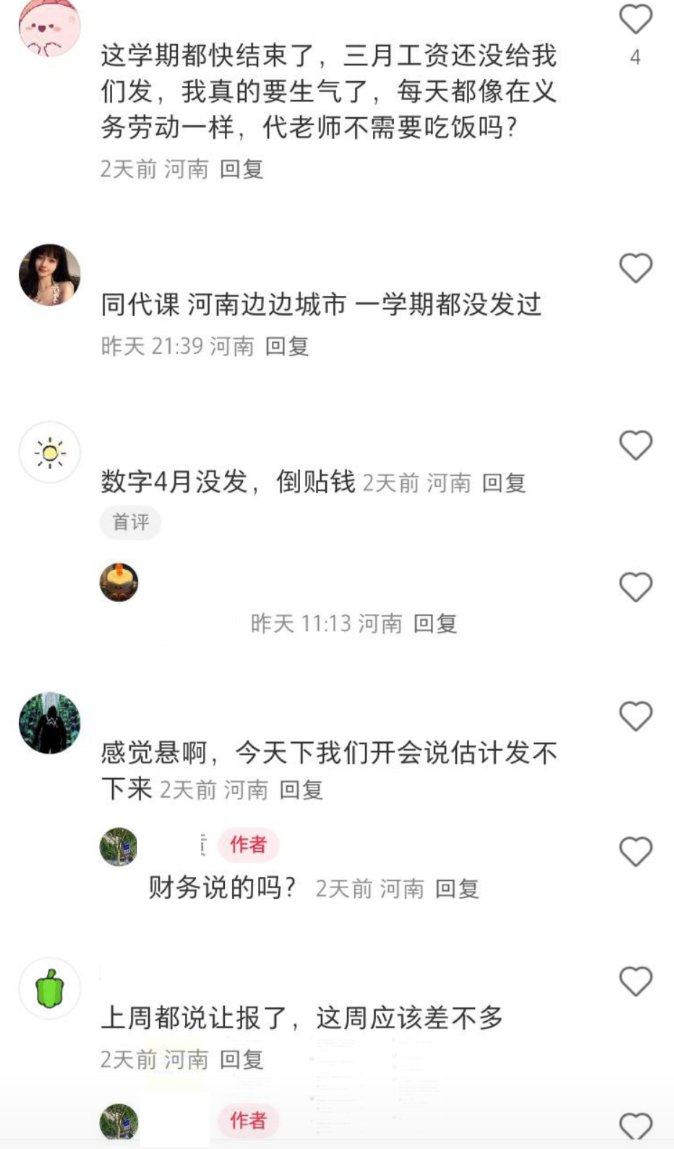 4
这学期都快结束了，三月工资还没给我
们发，我真的要生气了，每天都像在义
务劳动一样，代老师不需要吃饭吗？
2天前 河南 回复
同代课 河南边边城市 一学期都没发过
昨天 21:39 河南 回复
数字4月没发，倒贴钱 2天前 河南 回复
首评
昨天 11:13 河南 回复
感觉悬啊，今天下我们开会说估计发不
下来 2天前 河南 回复
作者
财务说的吗？ 2天前 河南 回复
上周都说让报了，这周应该差不多
2天前 河南 回复
作者